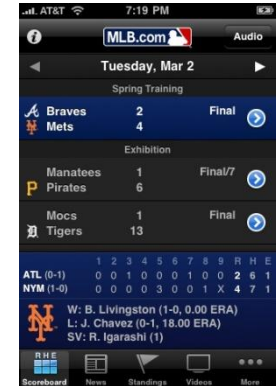 AT&T 7:19 PM
MLB.com Audio
Tuesday, Mar 2
Spring Training
Braves 2 Final
Mets 4
Exhibition
Manatees 1 Final/7
P Pirates 6
Mocs 1 Final
Tigers 13
1 2 3 4 5 6 7 8 9 R H E
ATL (0-1) 0 0 1 0 0 0 1 0 0 2 6 1
NYM (1-0) 0 0 0 0 3 0 0 1 X 4 7 1
W: B. Livingston (1-0, 0.00 ERA)
L: J. Chavez (0-1, 18.00 ERA)
SV: R. Igarashi (1)
R H E
Scoreboard News Standings Videos More